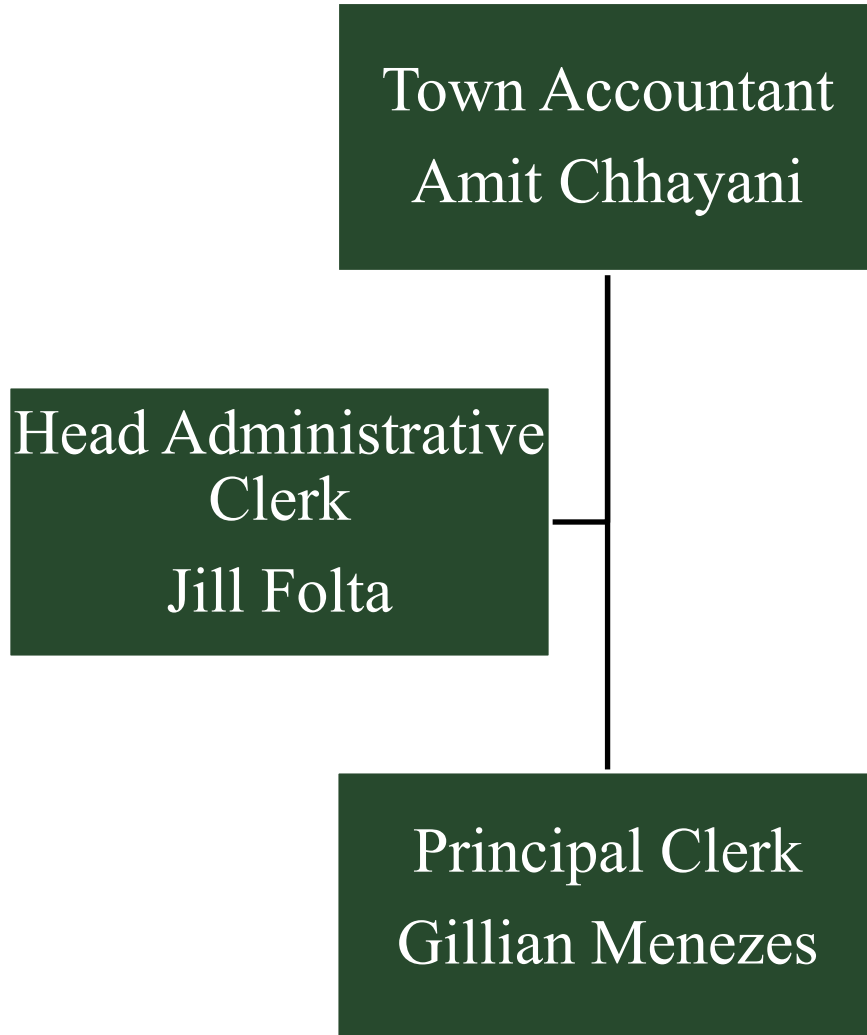 Town Accountant
Amit Chhayani
Head Administrative
Clerk
Jill Folta
Principal Clerk
Gillian Menezes